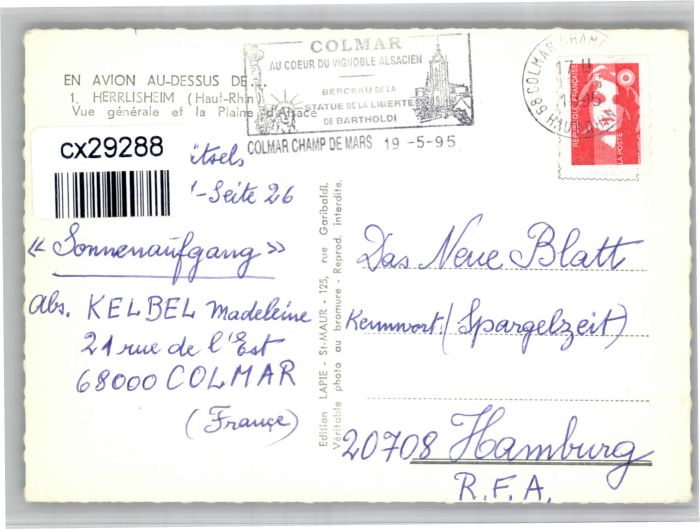 EN AVION AU-DESSUS DE...
1. HERRLISHEIM (Haut-Rhin)
Vue générale et la Plaine d'Alsace
COLMAR
AU COEUR DU VIGNOBLE ALSACIEN
BERCEAU DE LA
STATUE DE LA LIBERTE
DE BARTHOLDI
COLMAR CHAMP DE MARS 19 -5-95
68 COLMAR CHAMP
17 H
1995
HAUT-RHIN
REPUBLIQUE FRANÇAISE
LA POSTE
cx29288
itsels
-Seite 26
« Sonnenaufgang »
Abs. KELBEL Madeleine
21 rue de l'Est
68000 COLMAR
(France)
Edition LAPIE - St-MAUR - 125, rue Garibaldi.
Véritable photo au bromure - Reprod. interdite.
Das Neue Blatt
Kennwort (Spargelzeit)
20708 Hamburg
R.F.A.